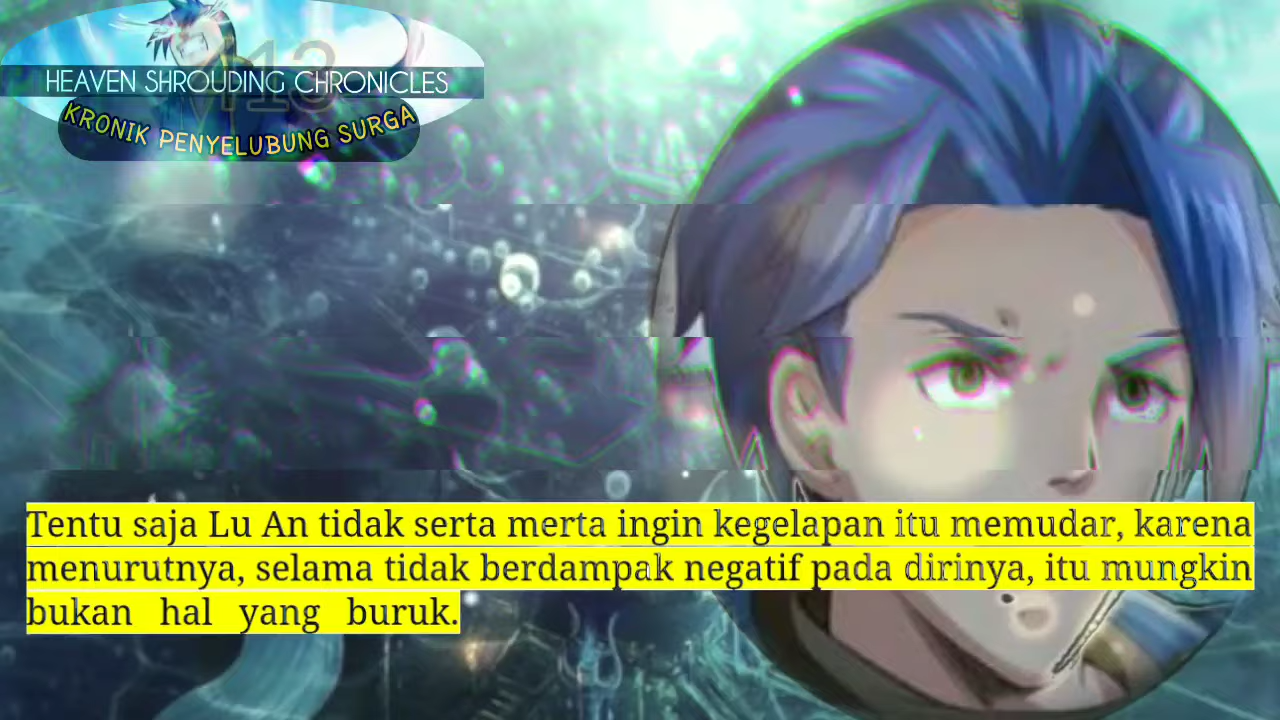 HEAVEN SHROUDING CHRONICLES
KRONIK PENYELUBUNG SURGA
Tentu saja Lu An tidak serta merta ingin kegelapan itu memudar, karena
menurutnya, selama tidak berdampak negatif pada dirinya, itu mungkin
bukan hal yang buruk.